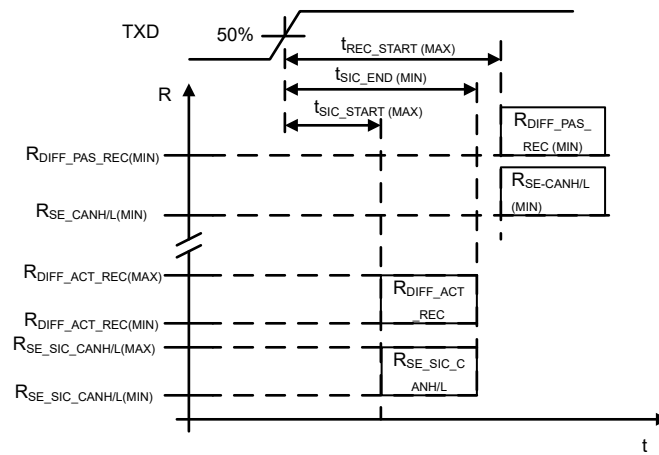 TXD
50%
tREC_START (MAX)
tSIC_END (MIN)
R
tSIC_START (MAX)
RDIFF_PAS_
REC (MIN)
RDIFF_PAS_REC(MIN)
RSE-CANH/L
(MIN)
RSE_CANH/L(MIN)
RDIFF_ACT_REC(MAX)
RDIFF_ACT
_REC
RDIFF_ACT_REC(MIN)
RSE_SIC_CANH/L(MAX)
RSE_SIC_C
ANH/L
RSE_SIC_CANH/L(MIN)
t